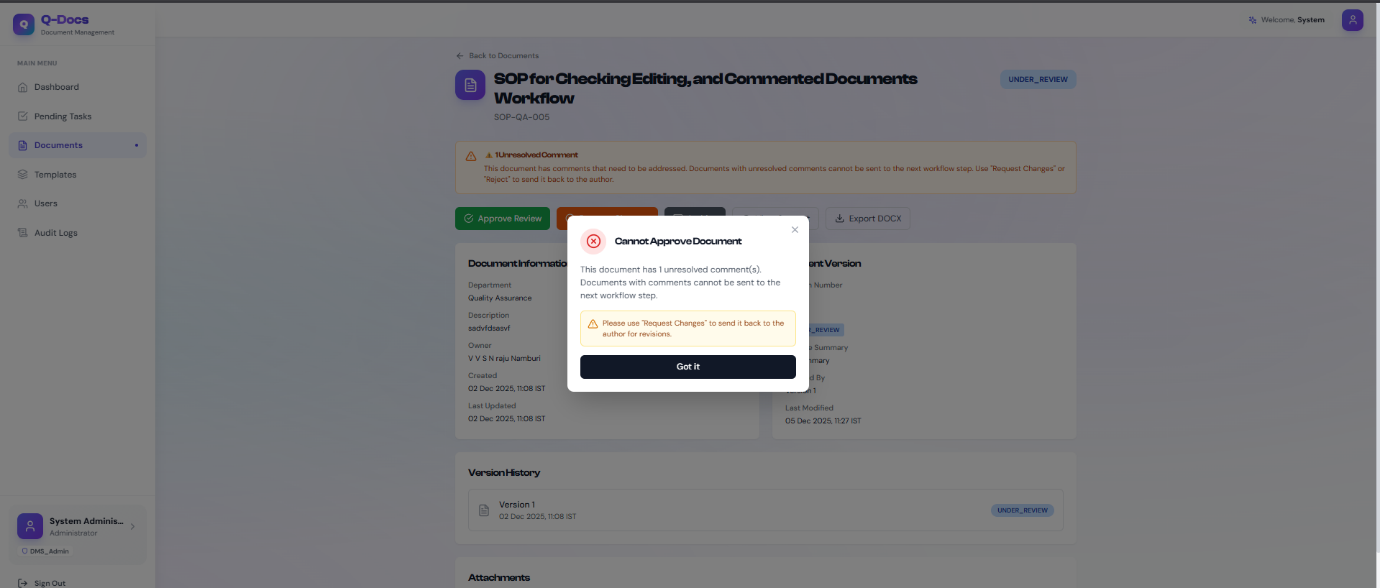 Q-Docs
Document Management
Welcome, System
MAIN MENU
Dashboard
Pending Tasks
Documents
Templates
Users
Audit Logs
System Adminis...
Administrator
DMS_Admin
Sign Out
Back to Documents
SOP for Checking Editing, and Commented Documents
Workflow
UNDER_REVIEW
SOP-QA-005
1 Unresolved Comment
This document has comments that need to be addressed. Documents with unresolved comments cannot be sent to the next workflow step. Use "Request Changes" or
"Reject" to send it back to the author.
Approve Review
Export DOCX
Cannot Approve Document
This document has 1 unresolved comment(s).
Documents with comments cannot be sent to the
next workflow step.
Please use "Request Changes" to send it back to the
author for revisions.
Got it
Document Informatio
Department
Quality Assurance
Description
sadvfdsasvf
Owner
V V S N raju Namburi
Created
02 Dec 2025, 11:08 IST
Last Updated
02 Dec 2025, 11:08 IST
Version
Number
REVIEW
Summary
By
1
Last Modified
05 Dec 2025, 11:27 IST
Version History
Version 1
02 Dec 2025, 11:08 IST
UNDER_REVIEW
Attachments